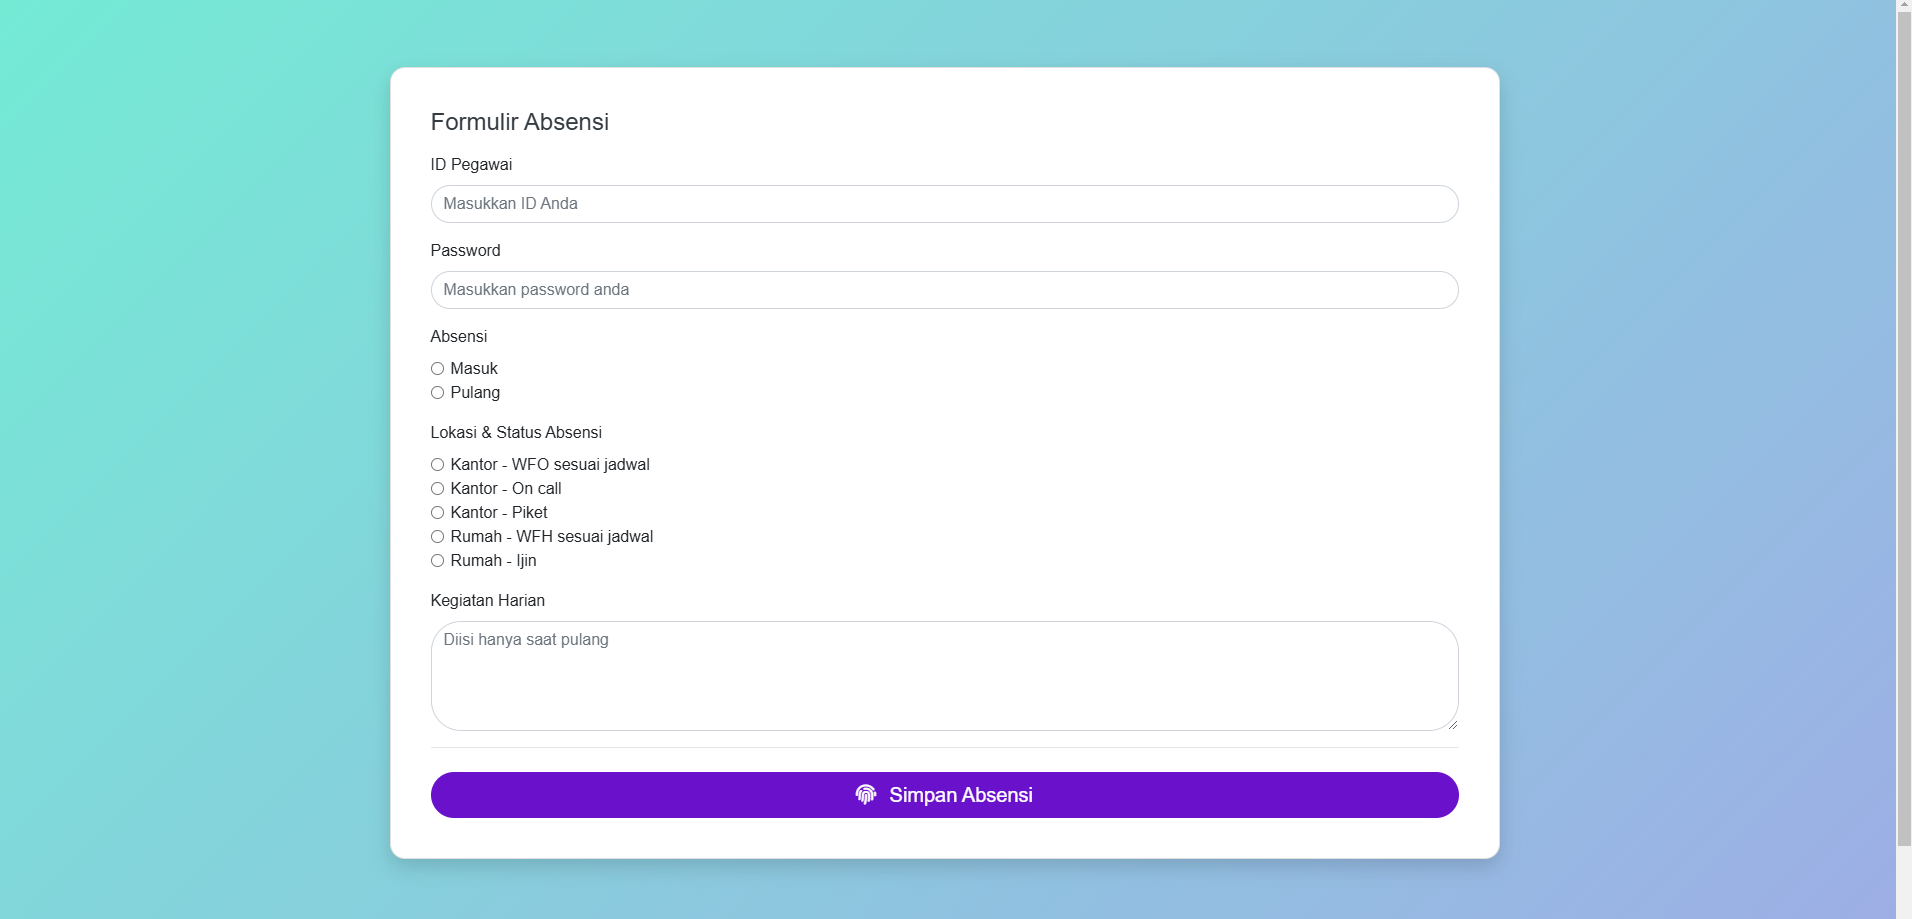 Formulir Absensi
ID Pegawai
Masukkan ID Anda
Password
Masukkan password anda
Absensi
Masuk
Pulang
Lokasi & Status Absensi
Kantor - WFO sesuai jadwal
Kantor - On call
Kantor - Piket
Rumah - WFH sesuai jadwal
Rumah - Ijin
Kegiatan Harian
Diisi hanya saat pulang
Simpan Absensi